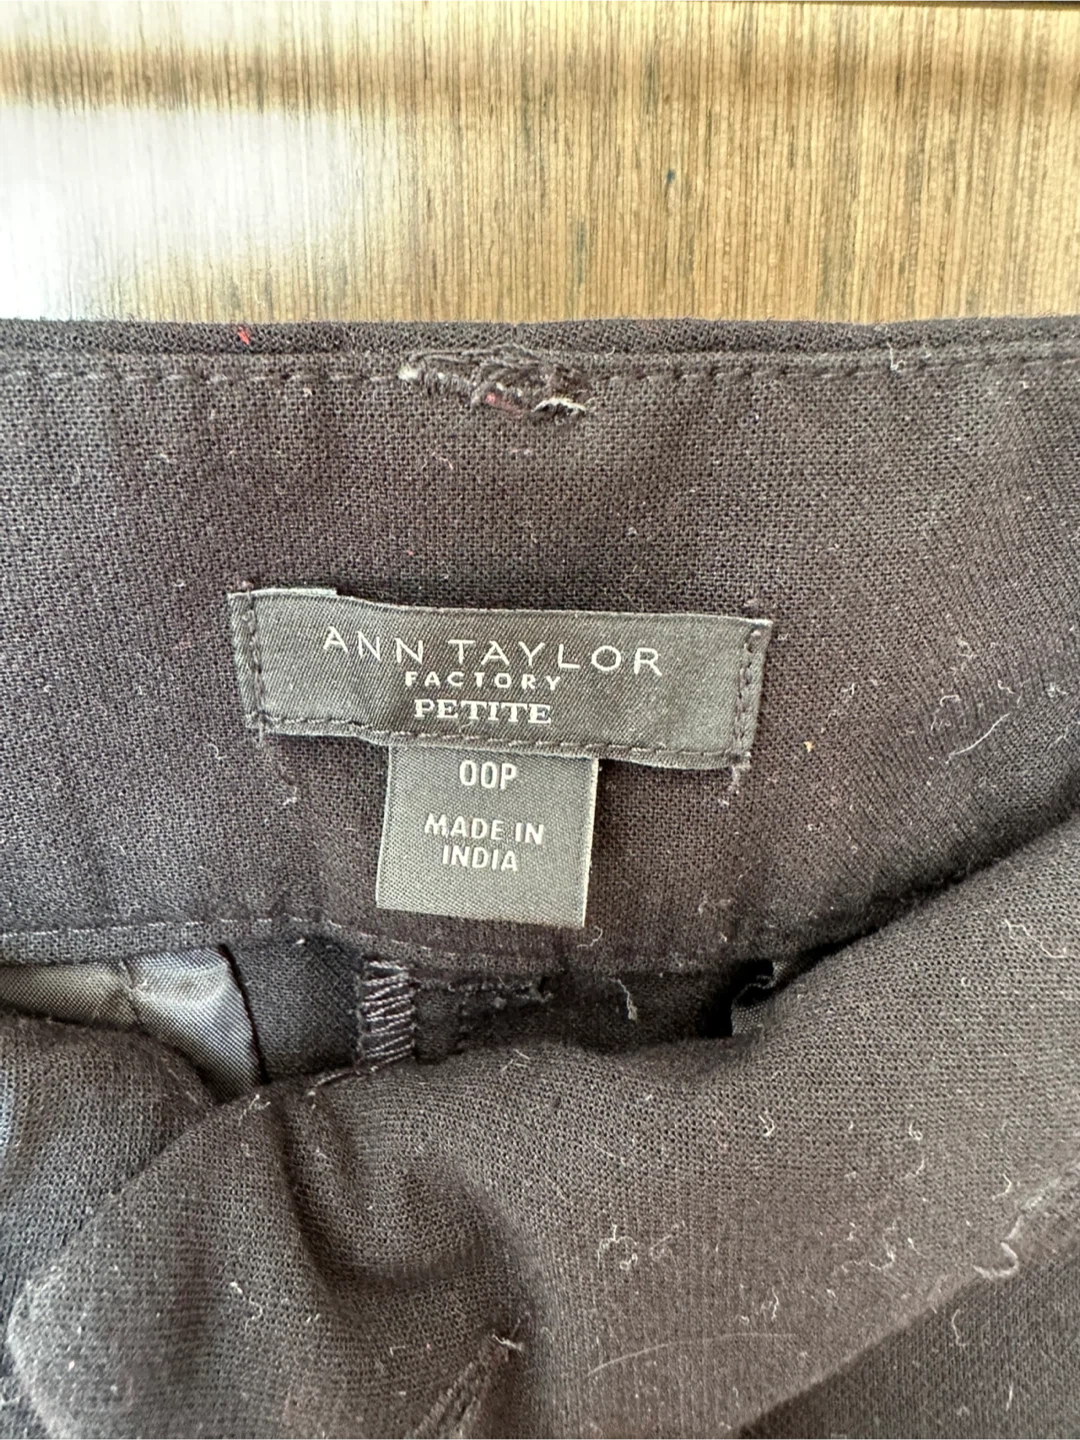 ANN TAYLOR
FACTORY
PETITE
00P
MADE IN
INDIA